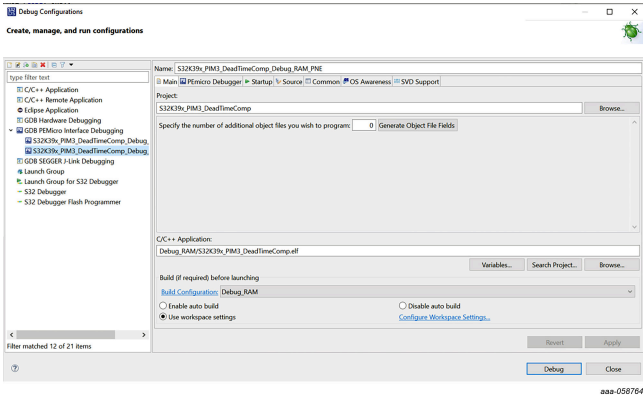 Debug Configurations
Create, manage, and run configurations
type filter text
C/C++ Application
C/C++ Remote Application
Eclipse Application
GDB Hardware Debugging
GDB PEMicro Interface Debugging
S32K39x_PIM3_DeadTimeComp_Debug_
S32K39x_PIM3_DeadTimeComp_Debug_
GDB SEGGER J-Link Debugging
Launch Group
Launch Group for S32 Debugger
S32 Debugger
S32 Debugger Flash Programmer
Filter matched 12 of 21 items
Name: S32K39x_PIM3_DeadTimeComp_Debug_RAM_PNE
Main PEmicro Debugger Startup Source Common OS Awareness SVD Support
Project:
S32K39x_PIM3_DeadTimeComp Browse...
Specify the number of additional object files you wish to program: 0 Generate Object File Fields
C/C++ Application:
Debug_RAM/S32K39x_PIM3_DeadTimeComp.elf
Variables... Search Project... Browse...
Build (if required) before launching
Build Configuration: Debug_RAM
Enable auto build Disable auto build
Use workspace settings Configure Workspace Settings...
Revert Apply
Debug Close
aaa-058764